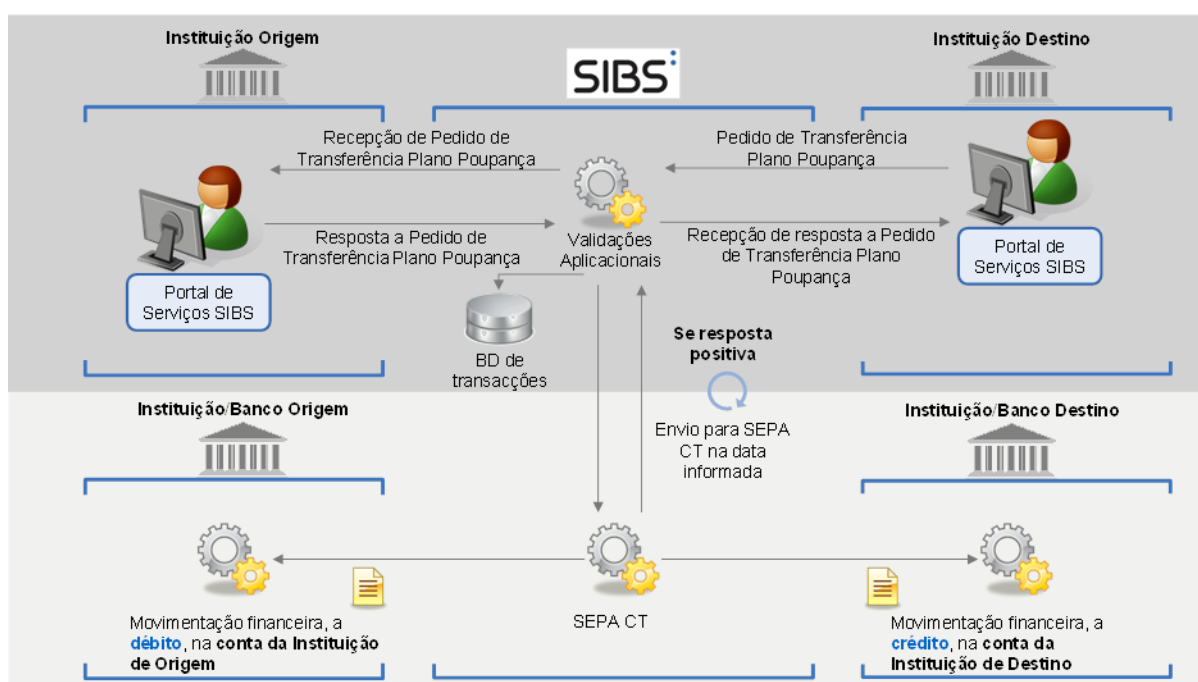 Instituição Origem
SIBS
Instituição Destino
Recepção de Pedido de
Transferência Plano Poupança
Pedido de Transferência
Plano Poupança
Resposta a Pedido de
Transferência Plano Poupança
Validações
Aplicacionais
Recepção de resposta a Pedido
de Transferência Plano
Poupança
Portal de
Serviços SIBS
Portal de
Serviços SIBS
BD de
transacções
Se resposta
positiva
Envio para SEPA
CT na data
informada
Instituição/Banco Origem
Instituição/Banco Destino
Movimentação financeira, a
débito, na conta da Instituição
de Origem
SEPA CT
Movimentação financeira, a
crédito, na conta da
Instituição de Destino